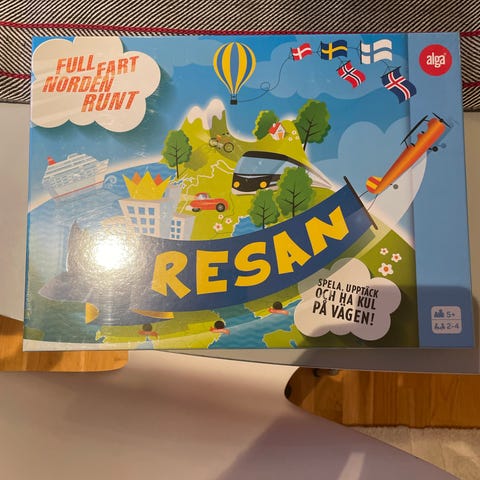 FULL FART
NORDEN
RUNT
alga
RESAN
SPELA, UPPTÄCK
OCH HA KUL
PÅ VÄGEN!
5+
2-4